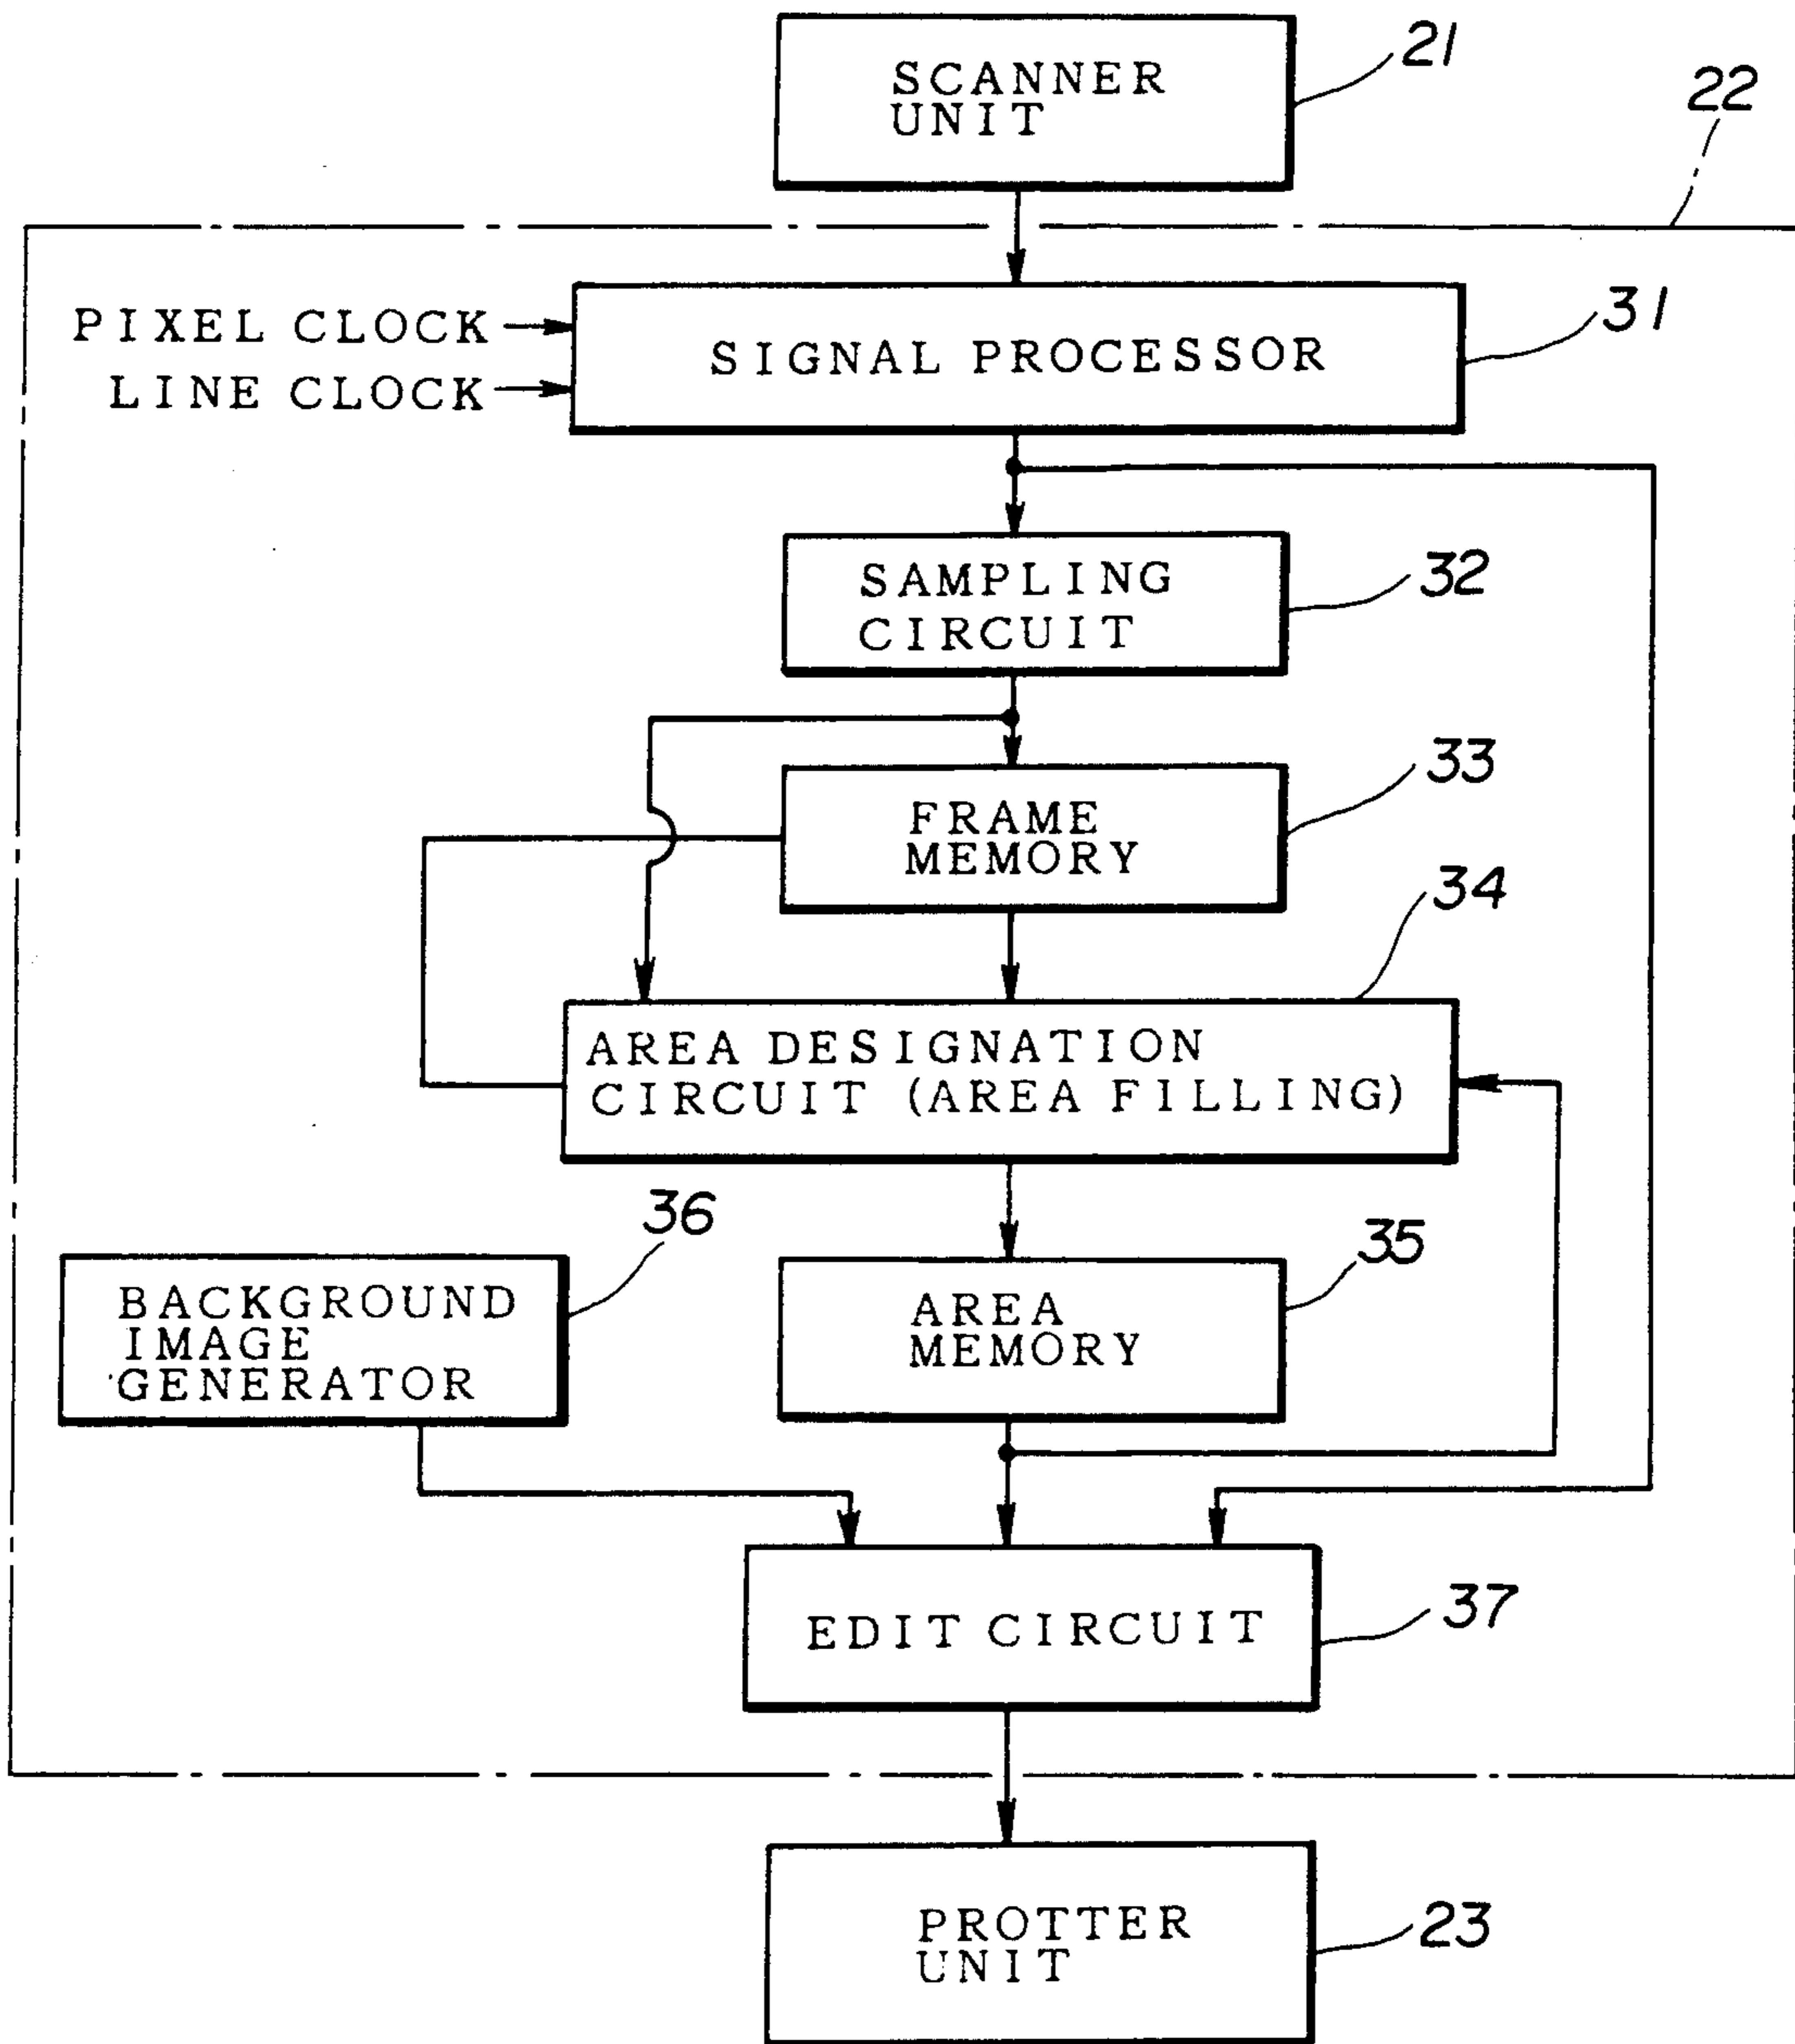 SCANNER
UNIT
21
22
PIXEL CLOCK
LINE CLOCK
SIGNAL PROCESSOR
31
SAMPLING
CIRCUIT
32
FRAME
MEMORY
33
AREA DESIGNATION
CIRCUIT (AREA FILLING)
34
BACKGROUND
IMAGE
GENERATOR
36
AREA
MEMORY
35
EDIT CIRCUIT
37
PROTTER
UNIT
23